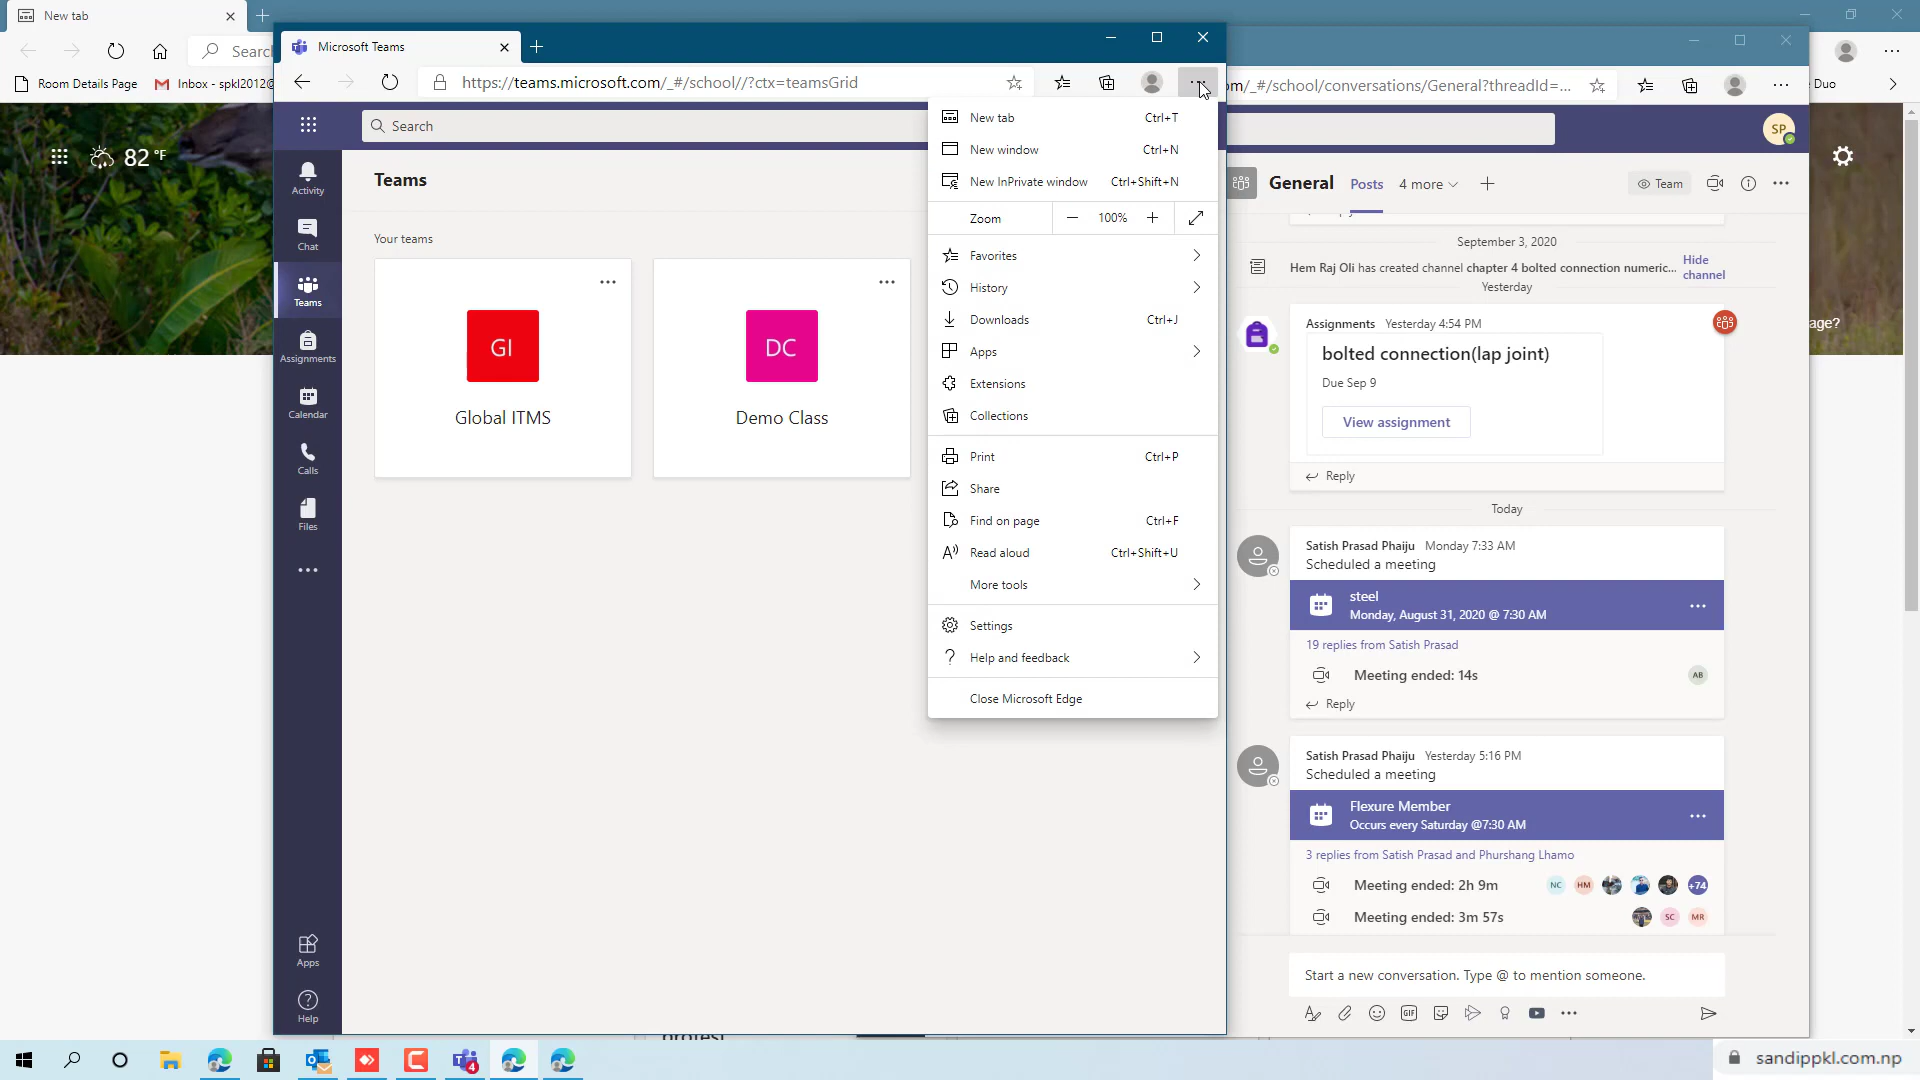 New tab
Search
Room Details Page
Inbox - spkl2012@
82 °F
Microsoft Teams
https://teams.microsoft.com/_#/school//?ctx=teamsGrid
Search
Activity
Chat
Teams
Assignments
Calendar
Calls
Files
Apps
Help
Teams
Your teams
GI
Global ITMS
DC
Demo Class
New tab Ctrl+T
New window Ctrl+N
New InPrivate window Ctrl+Shift+N
Zoom 100%
Favorites
History
Downloads Ctrl+J
Apps
Extensions
Collections
Print Ctrl+P
Share
Find on page Ctrl+F
Read aloud Ctrl+Shift+U
More tools
Settings
Help and feedback
Close Microsoft Edge
om/_#/school/conversations/General?threadId=...
Duo
SP
General Posts 4 more
Team
September 3, 2020
Hem Raj Oli has created channel chapter 4 bolted connection numeric...
Hide
channel
Yesterday
Assignments Yesterday 4:54 PM
bolted connection(lap joint)
Due Sep 9
View assignment
Reply
Today
Satish Prasad Phaiju Monday 7:33 AM
Scheduled a meeting
steel
Monday, August 31, 2020 @ 7:30 AM
19 replies from Satish Prasad
Meeting ended: 14s AB
Reply
Satish Prasad Phaiju Yesterday 5:16 PM
Scheduled a meeting
Flexure Member
Occurs every Saturday @7:30 AM
3 replies from Satish Prasad and Phurshang Lhamo
Meeting ended: 2h 9m NC HM +74
Meeting ended: 3m 57s SC MR
Start a new conversation. Type @ to mention someone.
GIF
age?
4
sandippkl.com.np